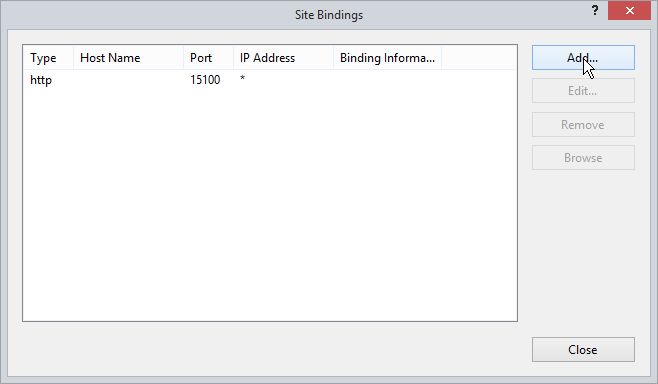 Site Bindings
?
Type Host Name Port IP Address Binding Informa...
http 15100 *
Add...
Edit...
Remove
Browse
Close